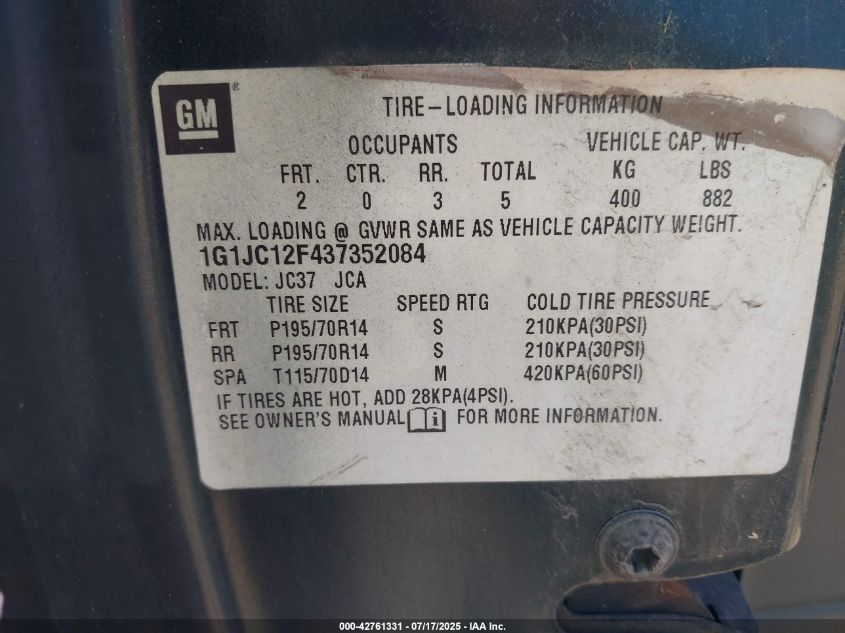 GM ® TIRE-LOADING INFORMATION
OCCUPANTS VEHICLE CAP. WT.
FRT. CTR. RR. TOTAL KG LBS
2 0 3 5 400 882
MAX. LOADING @ GVWR SAME AS VEHICLE CAPACITY WEIGHT.
1G1JC12F437352084
MODEL: JC37 JCA
TIRE SIZE SPEED RTG COLD TIRE PRESSURE
FRT P195/70R14 S 210KPA(30PSI)
RR P195/70R14 S 210KPA(30PSI)
SPA T115/70D14 M 420KPA(60PSI)
IF TIRES ARE HOT, ADD 28KPA(4PSI).
SEE OWNER'S MANUAL i FOR MORE INFORMATION.
000-42761331 - 07/17/2025 - IAA Inc.